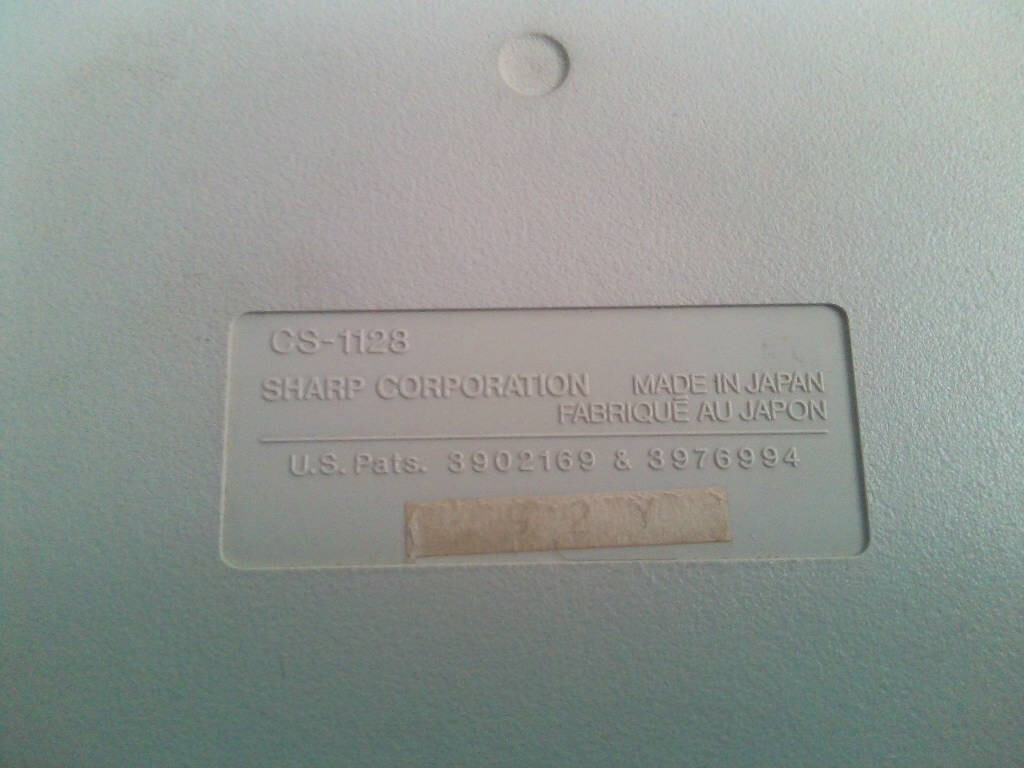 CS-1128
SHARP CORPORATION MADE IN JAPAN
FABRIQUÉ AU JAPON
U.S. Pats. 3902169 & 3976994